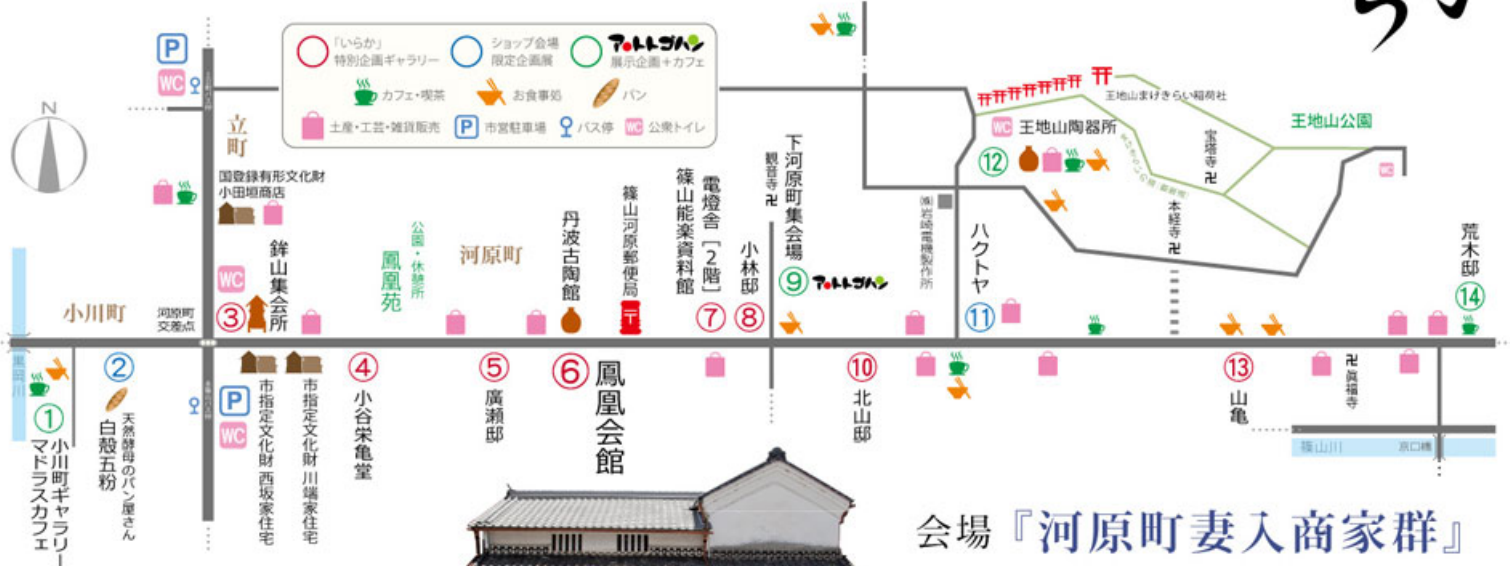 P
WC
N
「いらか」
特別企画ギャラリー
ショップ会場
限定企画展
アートトゴハン
展示企画+カフェ
カフェ・喫茶
お食事処
パン
土産・工芸・雑貨販売
P
市営駐車場
バス停
WC
公衆トイレ
立町
国登録有形文化財
小田垣商店
WC
③
鉾山集会所
小川町
河原町
交差点
公園・休憩所
鳳凰苑
河原町
丹波古陶館
篠山河原郵便局
〒
電燈舎［2階］
篠山能楽資料館
⑦
小林邸
⑧
観音寺卍
下河原町集会場
⑨
アートトゴハン
㈱岩崎電機製作所
ハクトヤ
⑪
王地山まけきらい稲荷社
WC
王地山陶器所
⑫
宝塔寺卍
本経寺卍
王地山公園
WC
荒木邸
⑭
黒岡川
①
小川町ギャラリー
マドラスカフェ
②
天然酵母のパン屋さん
白殻五粉
P
WC
市指定文化財 西坂家住宅
市指定文化財 川端家住宅
④
小谷栄亀堂
⑤
廣瀬邸
⑥
鳳凰会館
⑩
北山邸
⑬
山亀
卍眞福寺
篠山川
京口橋
会場『河原町妻入商家群』